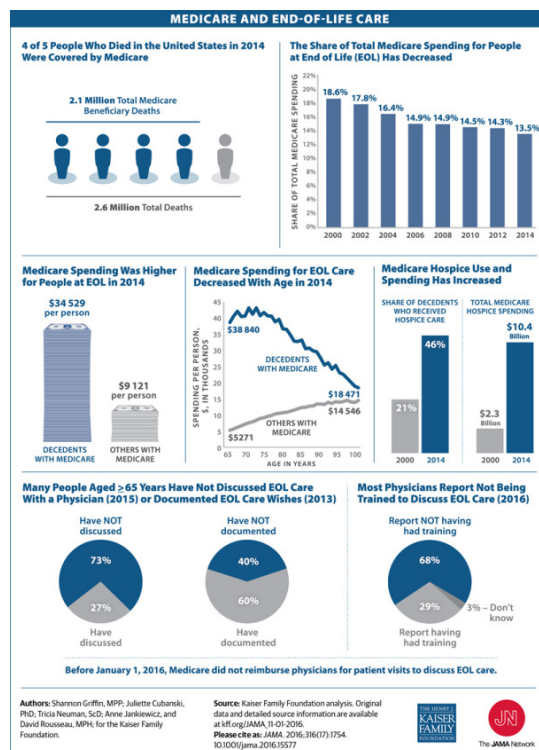 MEDICARE AND END-OF-LIFE CARE
4 of 5 People Who Died in the United States in 2014
Were Covered by Medicare
2.1 Million Total Medicare
Beneficiary Deaths
2.6 Million Total Deaths
The Share of Total Medicare Spending for People
at End of Life (EOL) Has Decreased
SHARE OF TOTAL MEDICARE SPENDING
22%
20%
18%
16%
14%
12%
10%
8%
6%
4%
2%
0%
18.6%
17.8%
16.4%
14.9%
14.9%
14.5%
14.3%
13.5%
2000
2002
2004
2006
2008
2010
2012
2014
Medicare Spending Was Higher
for People at EOL in 2014
$34 529
per person
$9 121
per person
DECEDENTS
WITH MEDICARE
OTHERS WITH
MEDICARE
Medicare Spending for EOL Care
Decreased With Age in 2014
SPENDING PER PERSON,
$, IN THOUSANDS
45
40
35
30
25
20
15
10
5
0
$38 840
DECEDENTS
WITH MEDICARE
$18 471
$14 546
OTHERS WITH
MEDICARE
$5271
65 70 75 80 85 90 95 100
AGE IN YEARS
Medicare Hospice Use and
Spending Has Increased
SHARE OF DECEDENTS
WHO RECEIVED
HOSPICE CARE
21%
46%
2000 2014
TOTAL MEDICARE
HOSPICE SPENDING
$2.3
Billion
$10.4
Billion
2000 2014
Many People Aged ≥65 Years Have Not Discussed EOL Care
With a Physician (2015) or Documented EOL Care Wishes (2013)
Have NOT
discussed
73%
27%
Have
discussed
Have NOT
documented
40%
60%
Have
documented
Most Physicians Report Not Being
Trained to Discuss EOL Care (2016)
Report NOT having
had training
68%
29%
3% – Don't
know
Report having
had training
Before January 1, 2016, Medicare did not reimburse physicians for patient visits to discuss EOL care.
Authors: Shannon Griffin, MPP; Juliette Cubanski,
PhD; Tricia Neuman, ScD; Anne Jankiewicz, and
David Rousseau, MPH; for the Kaiser Family
Foundation.
Source: Kaiser Family Foundation analysis. Original
data and detailed source information are available
at kff.org/JAMA_11-01-2016.
Please cite as: JAMA. 2016;316(17):1754.
10.1001/jama.2016.15577
THE HENRY J.
KAISER
FAMILY
FOUNDATION
JN
The JAMA Network